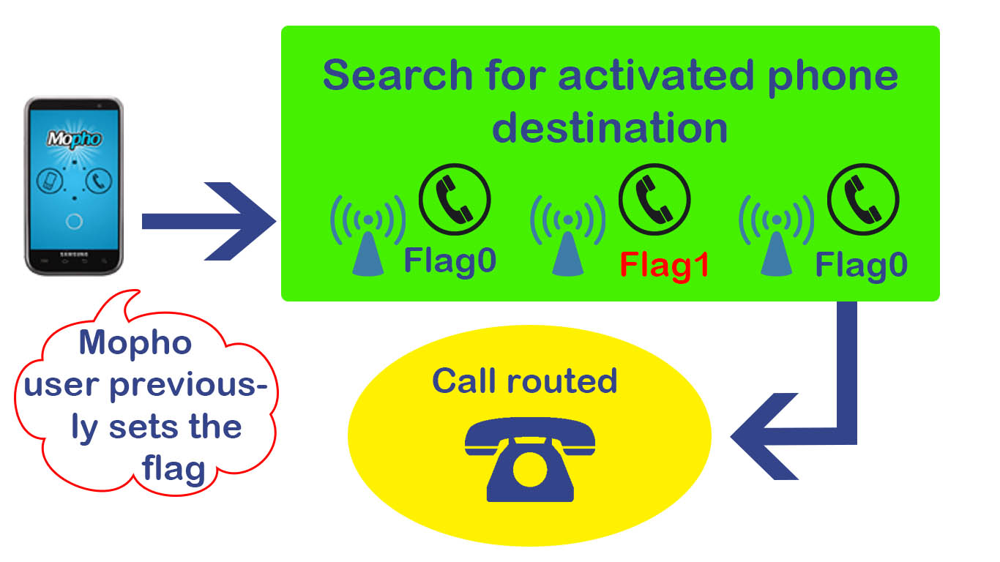 Search for activated phone
destination
Mopho
SAMSUNG
Flag0
Flag1
Flag0
Mopho
user previous-
ly sets the
flag
Call routed